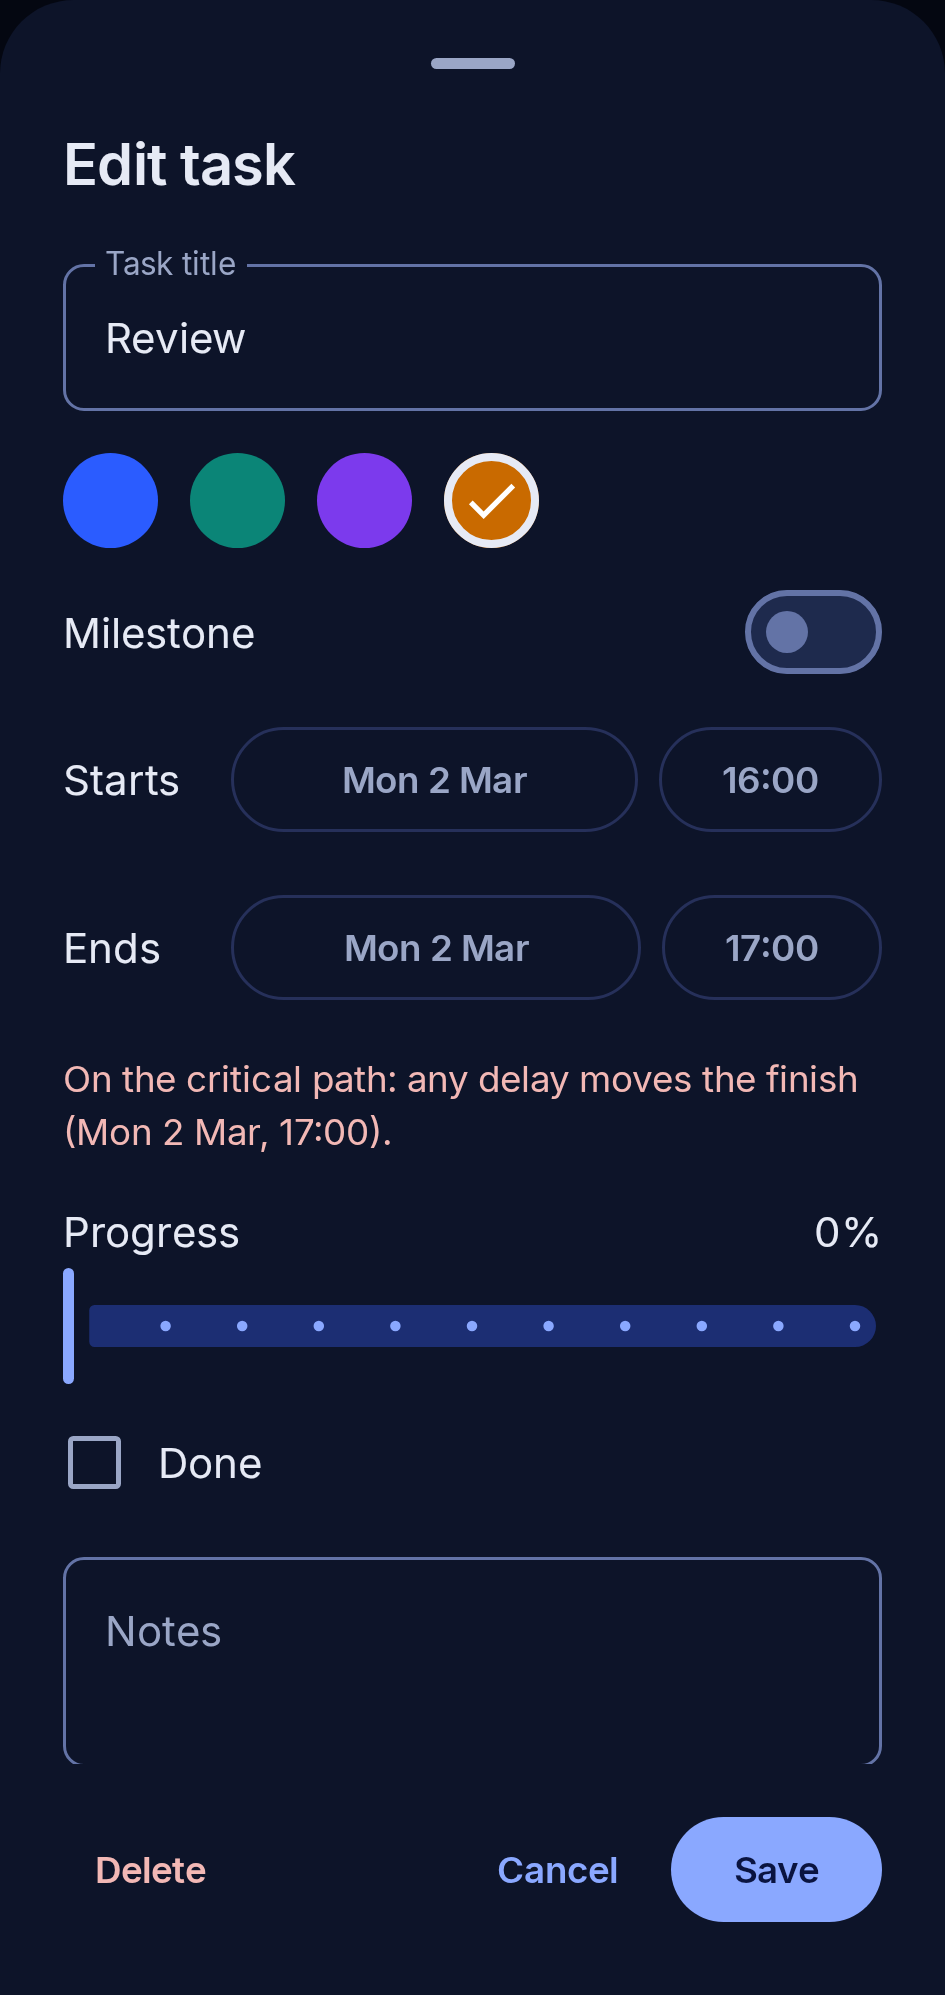 Edit task
Task title
Review
Milestone
Starts
Mon 2 Mar
16:00
Ends
Mon 2 Mar
17:00
On the critical path: any delay moves the finish
(Mon 2 Mar, 17:00).
Progress
0%
Done
Notes
Delete
Cancel
Save